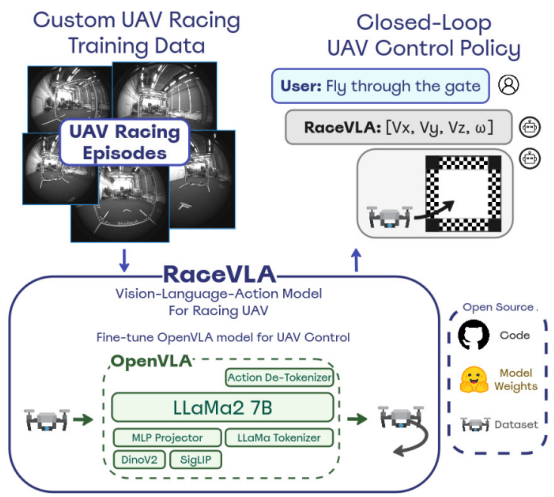 Custom UAV Racing
Training Data
UAV Racing
Episodes
Closed-Loop
UAV Control Policy
User: Fly through the gate
RaceVLA: [Vx, Vy, Vz, ω]
RaceVLA
Vision-Language-Action Model
For Racing UAV
Fine-tune OpenVLA model for UAV Control
OpenVLA
Action De-Tokenizer
LLaMa2 7B
MLP Projector
LLaMa Tokenizer
DinoV2
SigLIP
Open Source
Code
Model
Weights
Dataset